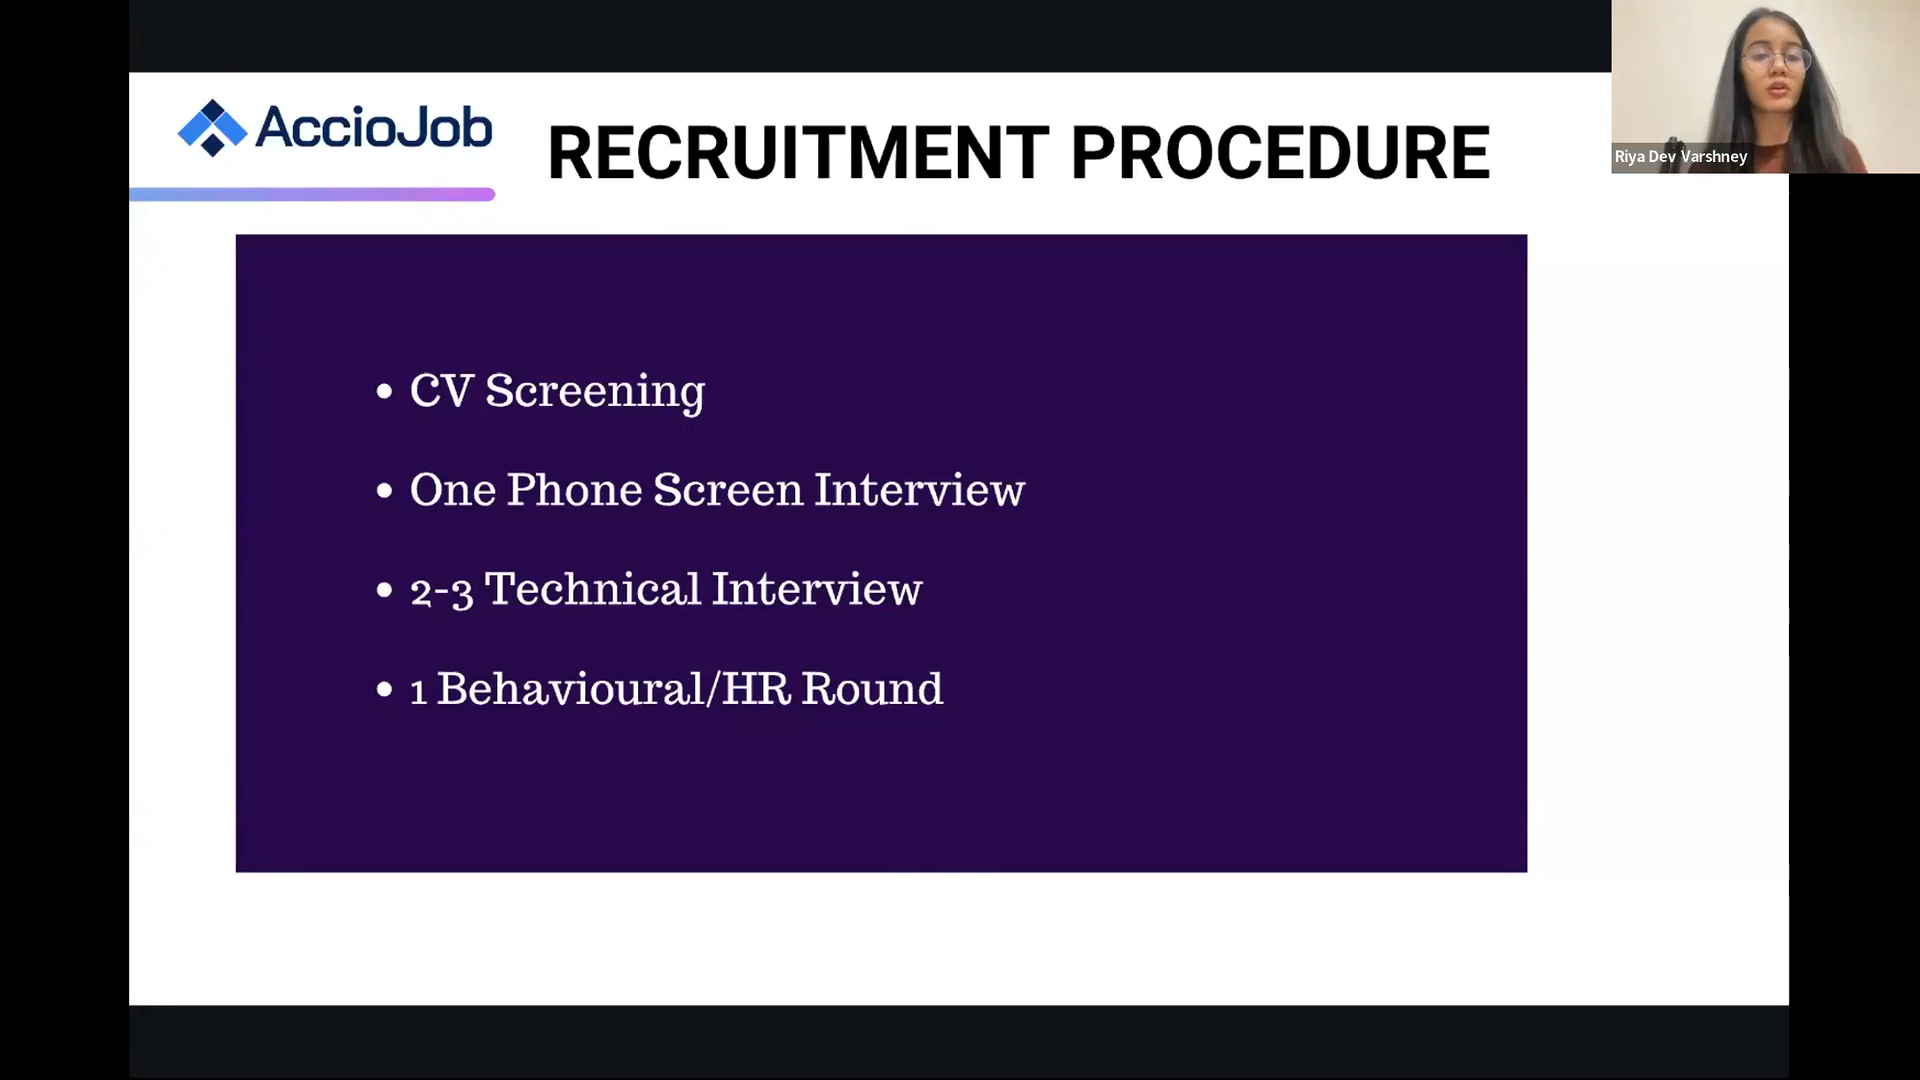 AccioJob
RECRUITMENT PROCEDURE
Riya Dev Varshney
• CV Screening
• One Phone Screen Interview
• 2-3 Technical Interview
• 1 Behavioural/HR Round